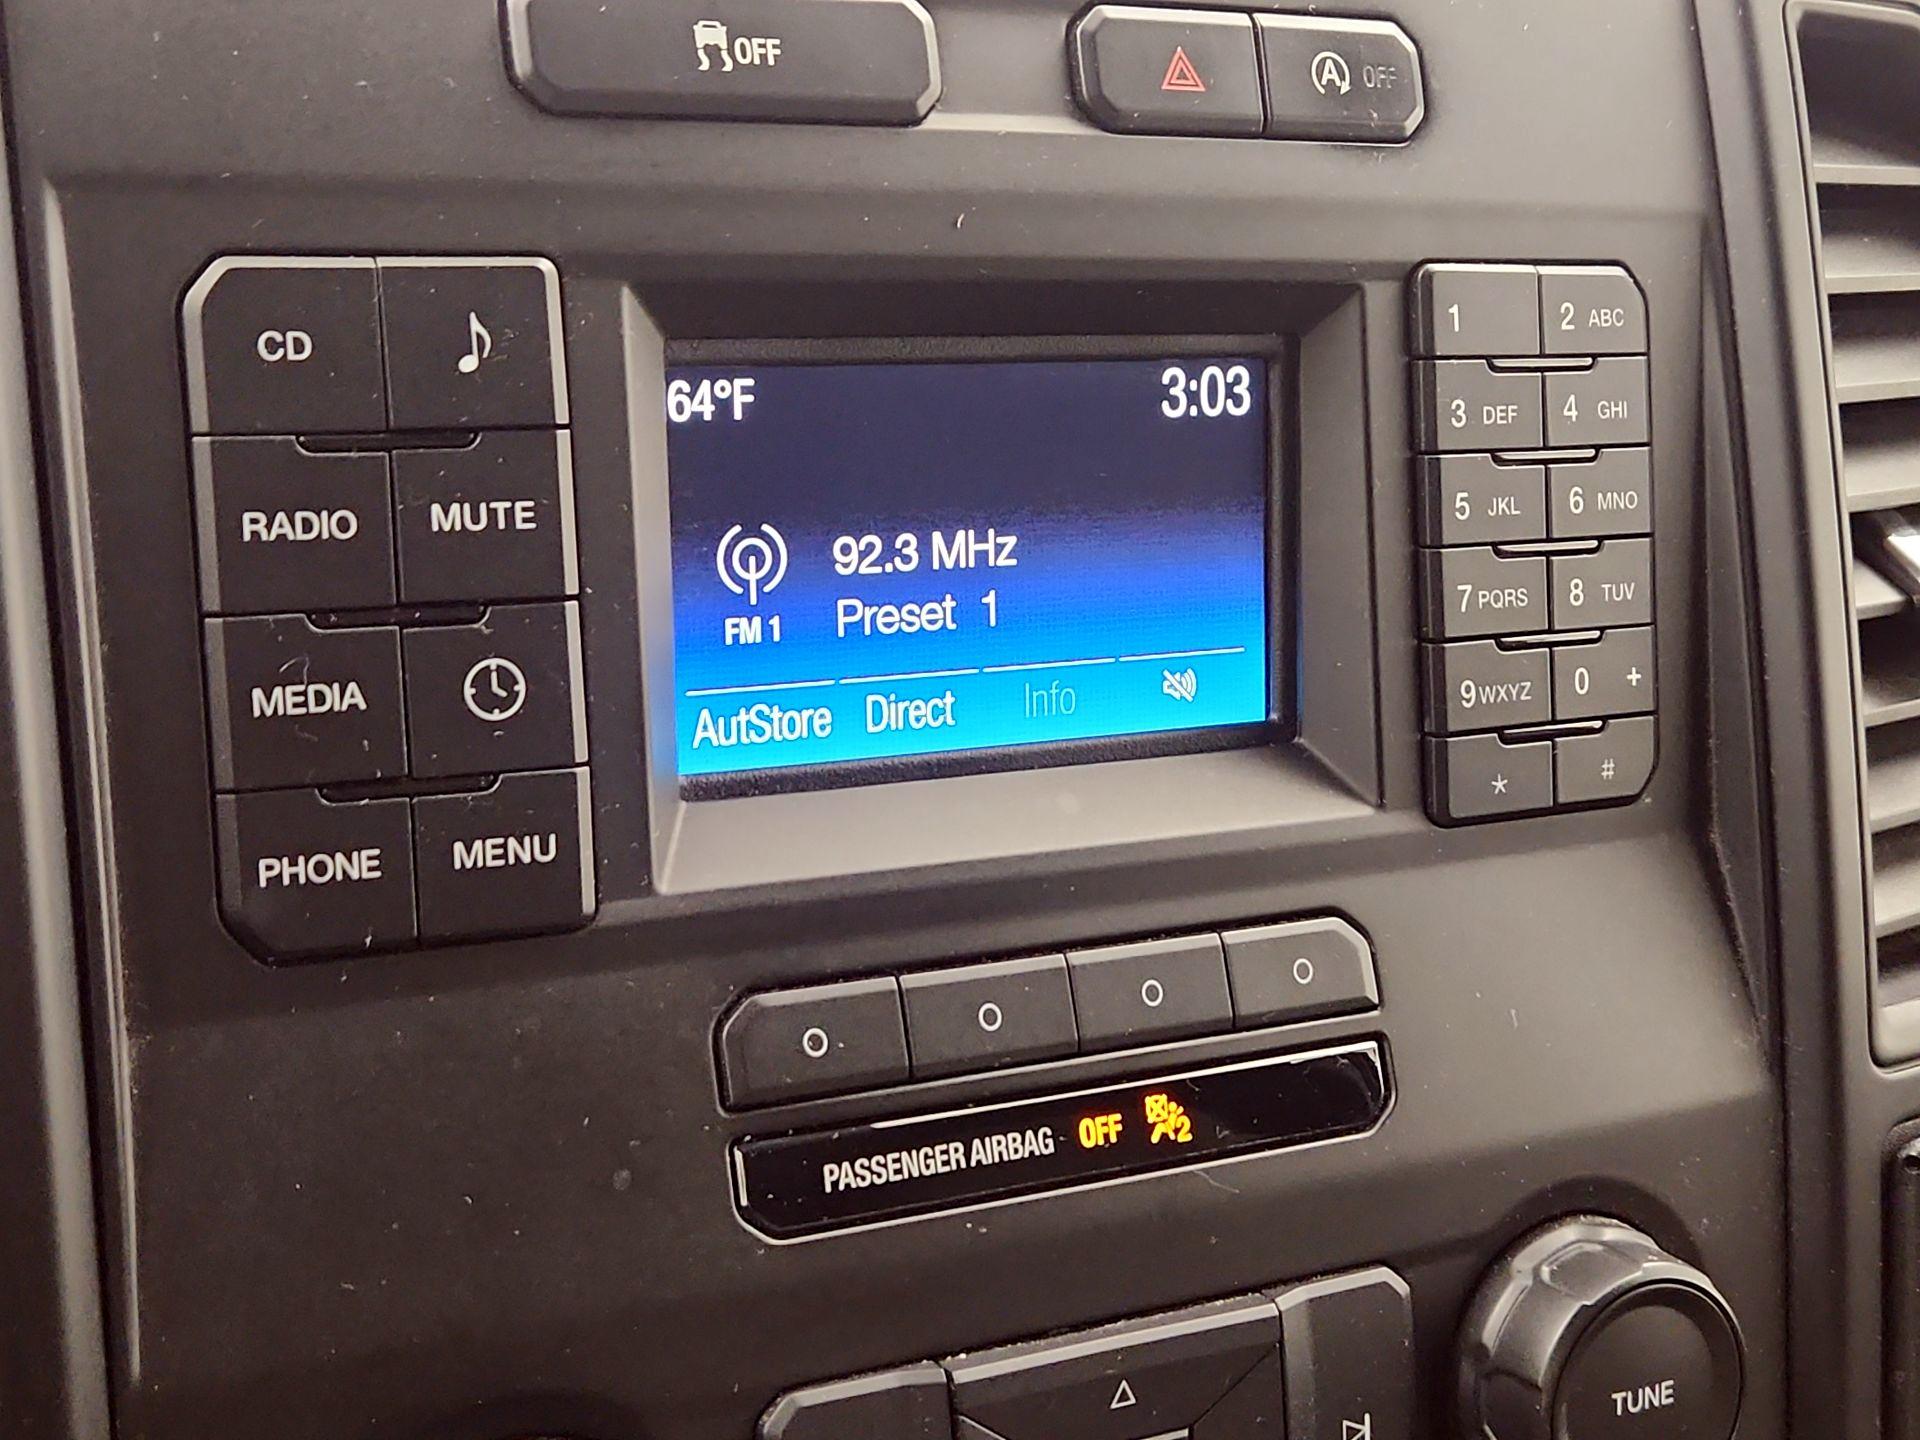 OFF
A OFF
CD
RADIO MUTE
MEDIA
PHONE MENU
64°F 3:03
92.3 MHz
FM 1 Preset 1
AutStore Direct Info
1 2 ABC
3 DEF 4 GHI
5 JKL 6 MNO
7 PQRS 8 TUV
9 WXYZ 0 +
* #
PASSENGER AIRBAG OFF 2
TUNE